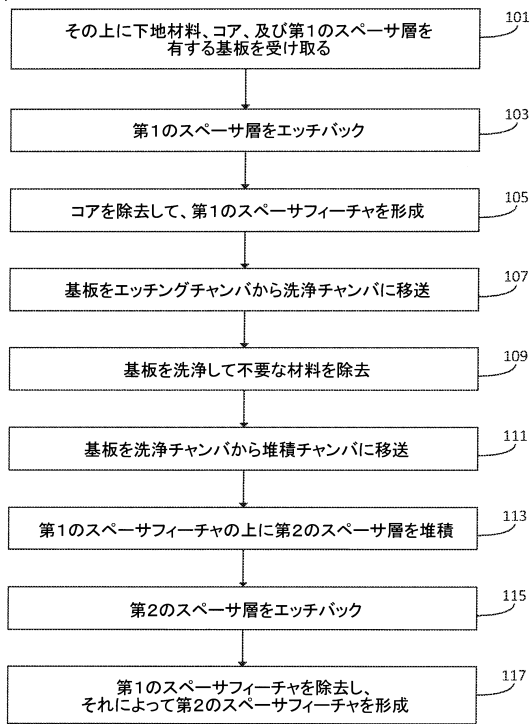 その上に下地材料、コア、及び第1のスペーサ層を
有する基板を受け取る
101
第1のスペーサ層をエッチバック
103
コアを除去して、第1のスペーサフィーチャを形成
105
基板をエッチングチャンバから洗浄チャンバに移送
107
基板を洗浄して不要な材料を除去
109
基板を洗浄チャンバから堆積チャンバに移送
111
第1のスペーサフィーチャの上に第2のスペーサ層を堆積
113
第2のスペーサ層をエッチバック
115
第1のスペーサフィーチャを除去し、
それによって第2のスペーサフィーチャを形成
117